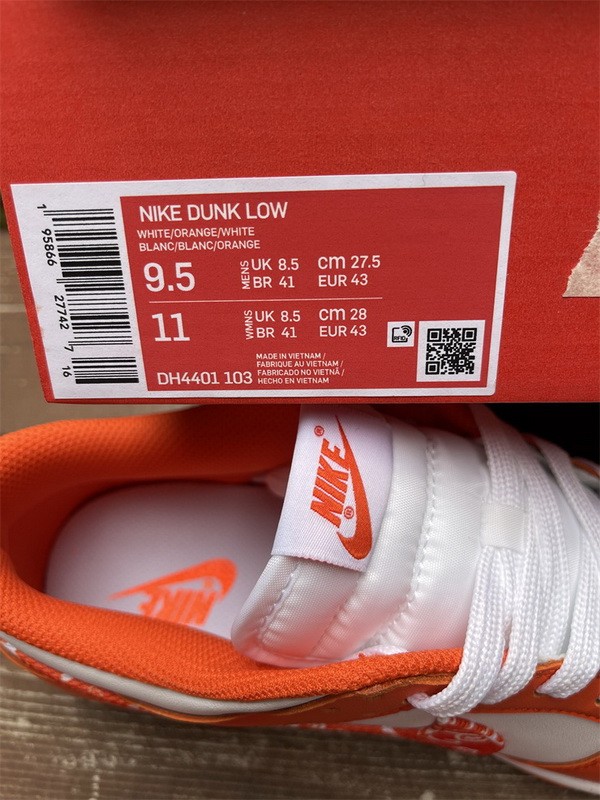 NIKE DUNK LOW
WHITE/ORANGE/WHITE
BLANC/BLANC/ORANGE
9.5 MENS UK 8.5 CM 27.5
BR 41 EUR 43
11 WMNS UK 8.5 CM 28
BR 41 EUR 43
MADE IN VIETNAM /
FABRIQUE AU VIETNAM /
FABRICADO NO VIETNÃ /
HECHO EN VIETNAM
DH4401 103
1 95866 27742 7 16
RFID
NIKE
NIKE